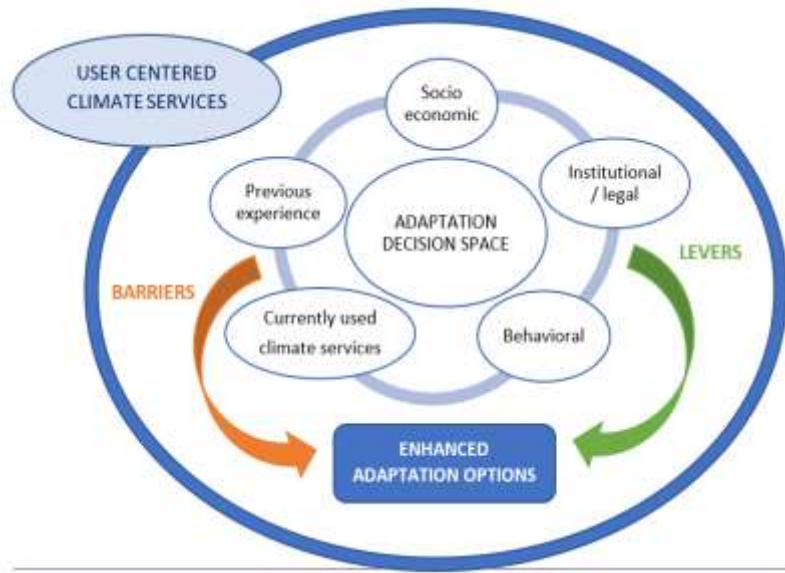 USER CENTERED
CLIMATE SERVICES
Socio
economic
Previous
experience
Institutional
/ legal
ADAPTATION
DECISION SPACE
BARRIERS
LEVERS
Currently used
climate services
Behavioral
ENHANCED
ADAPTATION OPTIONS